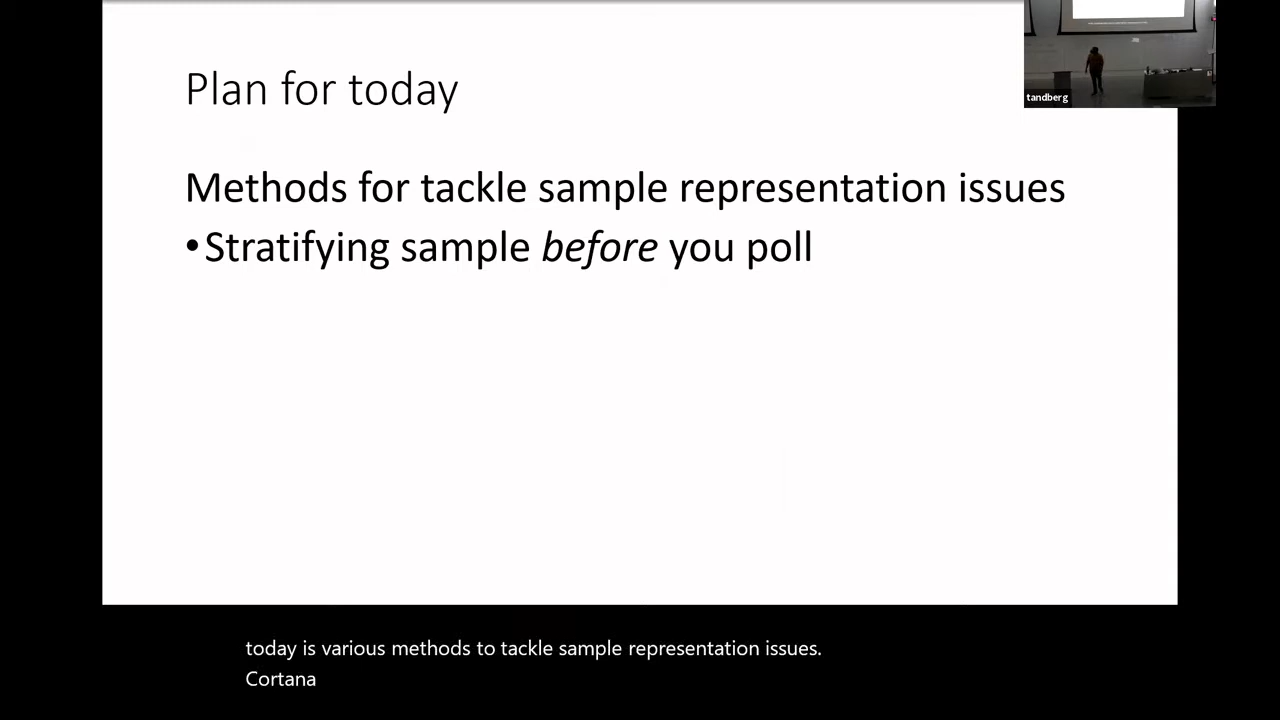 Plan for today
tandberg
Methods for tackle sample representation issues
•Stratifying sample before you poll
today is various methods to tackle sample representation issues.
Cortana